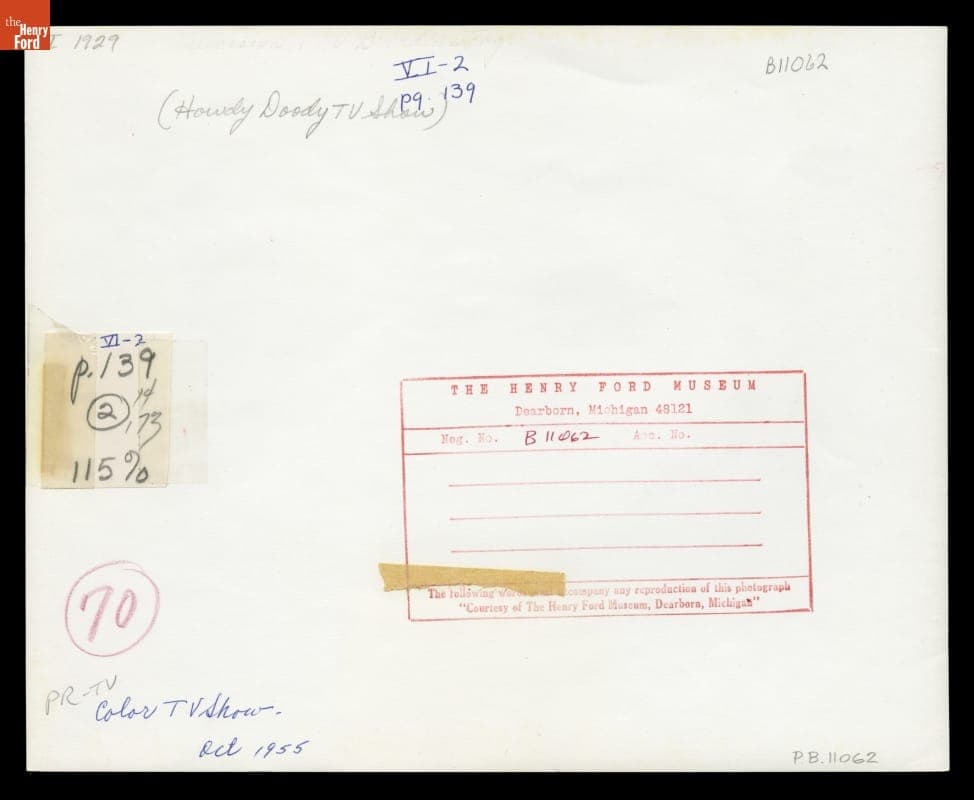 the
Henry
Ford
I 1929
VI-2
pg. 139
B11062
(Howdy Doody TV Show)
VI-2
p. 139
2
115%
THE HENRY FORD MUSEUM
Dearborn, Michigan 48121
Neg. No. B 11062 Acc. No.
The following words accompany any reproduction of this photograph
"Courtesy of The Henry Ford Museum, Dearborn, Michigan"
70
PR-TV
Color TV Show.
Oct 1955
P.B.11062